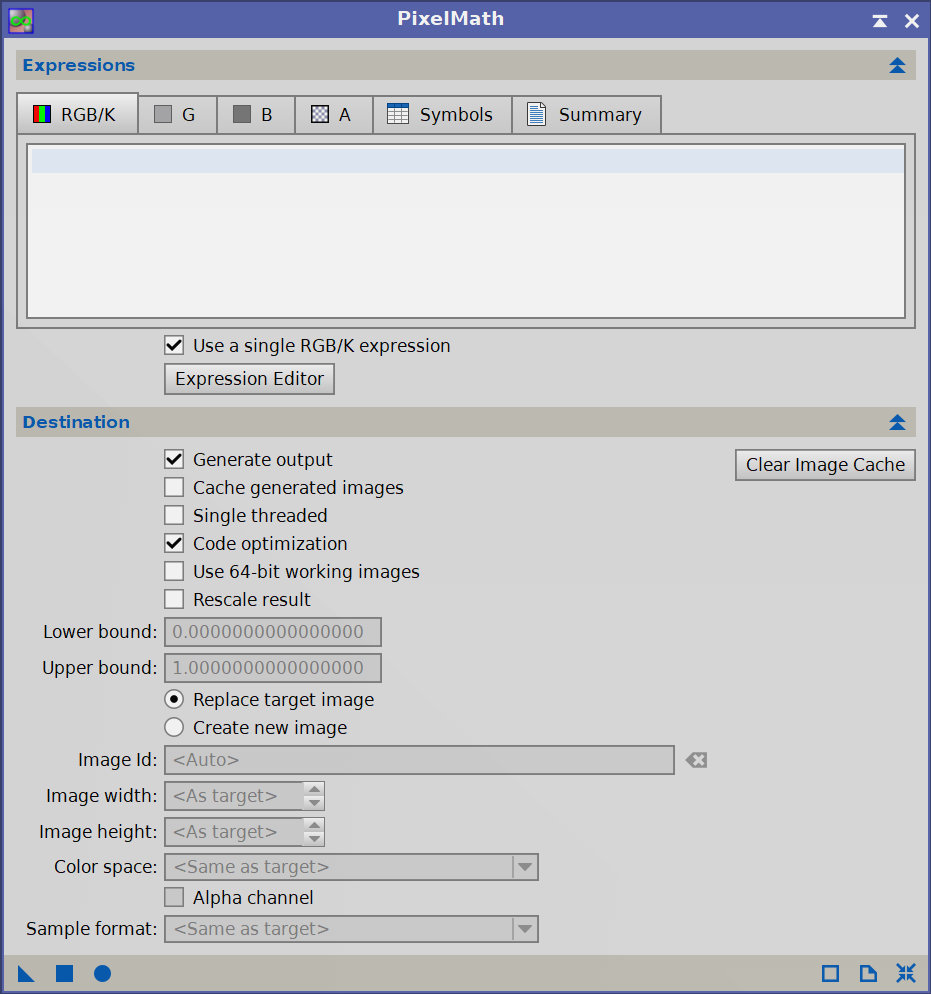 PixelMath
Expressions
RGB/K G B A Symbols Summary
Use a single RGB/K expression
Expression Editor
Destination
Generate output
Clear Image Cache
Cache generated images
Single threaded
Code optimization
Use 64-bit working images
Rescale result
Lower bound: 0.0000000000000000
Upper bound: 1.0000000000000000
Replace target image
Create new image
Image Id: <Auto>
Image width: <As target>
Image height: <As target>
Color space: <Same as target>
Alpha channel
Sample format: <Same as target>